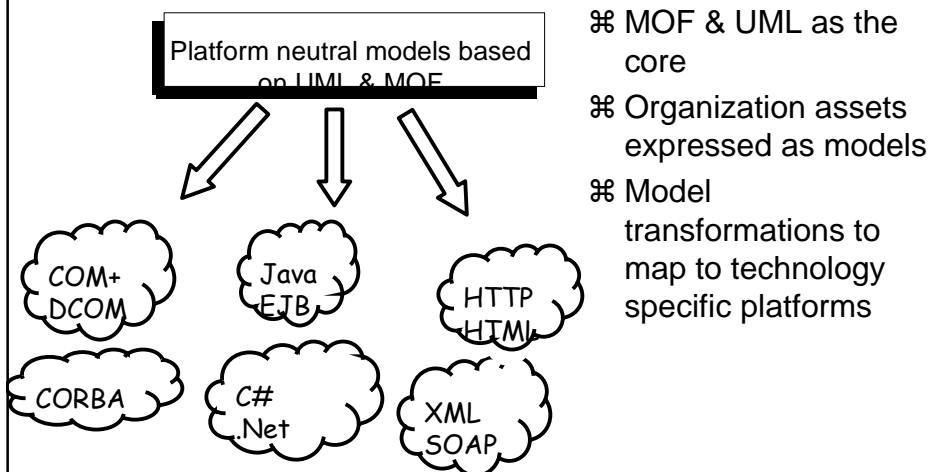 Platform neutral models based
on UML & MOF
COM+
DCOM
Java
EJB
HTTP
HTML
CORBA
C#
.Net
XML
SOAP
⌘ MOF & UML as the
core
⌘ Organization assets
expressed as models
⌘ Model
transformations to
map to technology
specific platforms